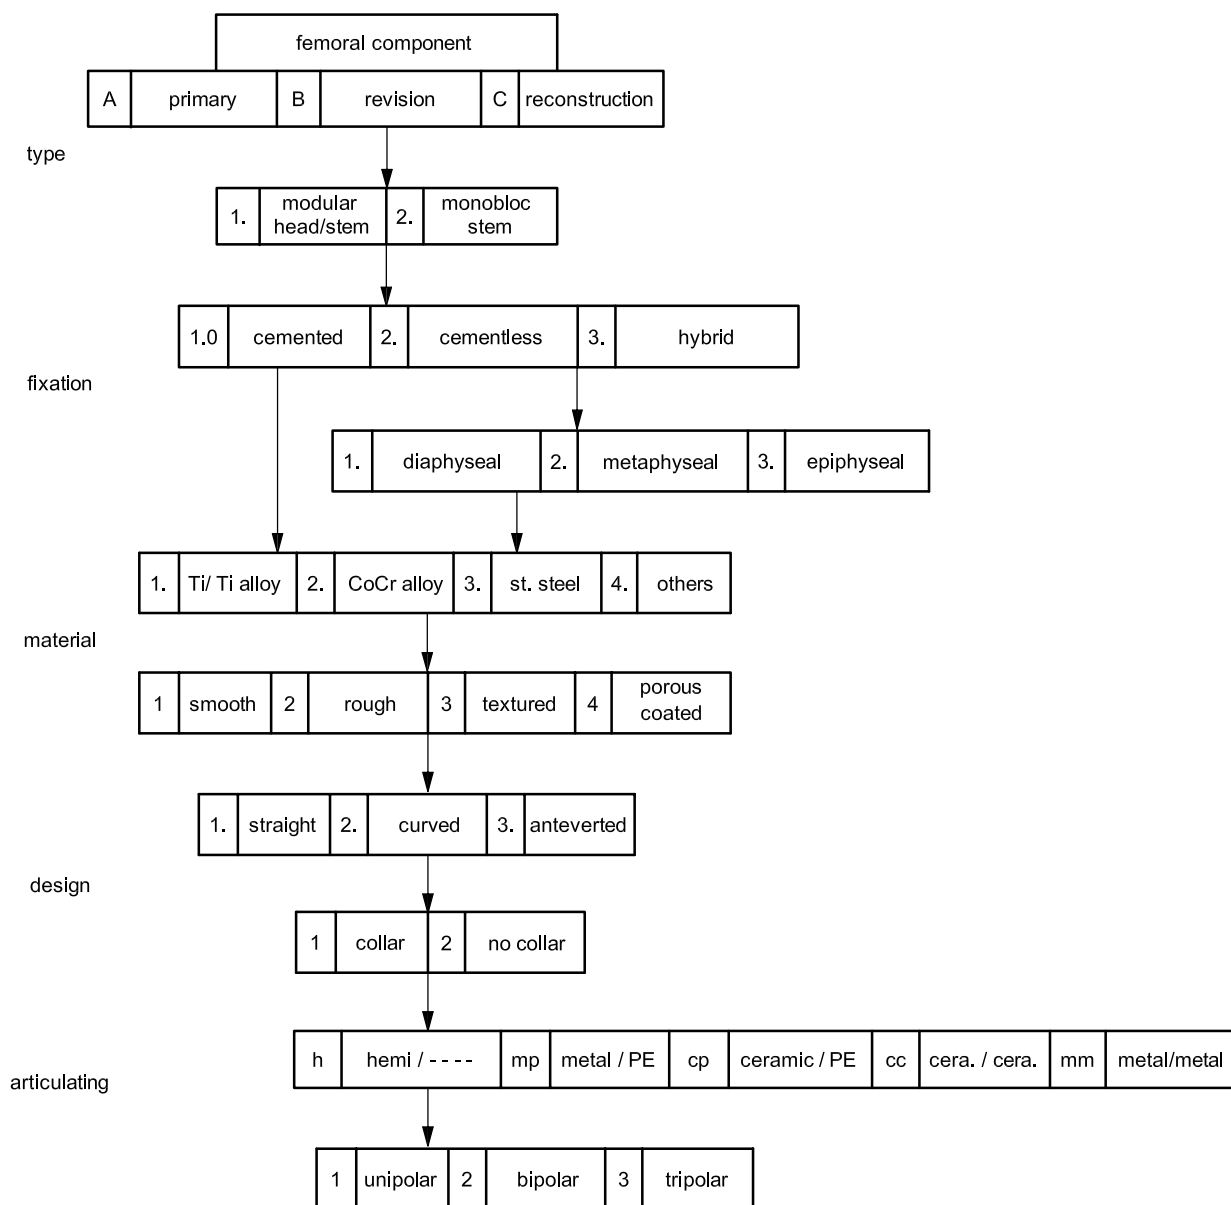 femoral component
A primary B revision C reconstruction
type
1. modular head/stem 2. monobloc stem
1.0 cemented 2. cementless 3. hybrid
fixation
1. diaphyseal 2. metaphyseal 3. epiphyseal
1. Ti/ Ti alloy 2. CoCr alloy 3. st. steel 4. others
material
1 smooth 2 rough 3 textured 4 porous coated
1. straight 2. curved 3. anteverted
design
1 collar 2 no collar
h hemi / - - - - mp metal / PE cp ceramic / PE cc cera. / cera. mm metal/metal
articulating
1 unipolar 2 bipolar 3 tripolar